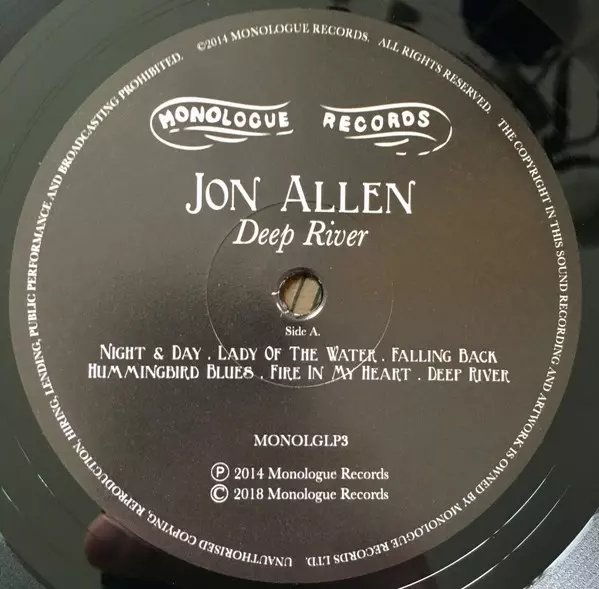 UNAUTHORISED COPYING, REPRODUCTION, HIRING, LENDING, PUBLIC PERFORMANCE AND BROADCASTING PROHIBITED. ©2014 MONOLOGUE RECORDS. ALL RIGHTS RESERVED. THE COPYRIGHT IN THIS SOUND RECORDING AND ARTWORK IS OWNED BY MONOLOGUE RECORDS LTD.
MONOLOGUE RECORDS
JON ALLEN
Deep River
Side A.
NIGHT & DAY . LADY OF THE WATER . FALLING BACK
HUMMINGBIRD BLUES . FIRE IN MY HEART . DEEP RIVER
MONOLGLP3
℗ 2014 Monologue Records
© 2018 Monologue Records